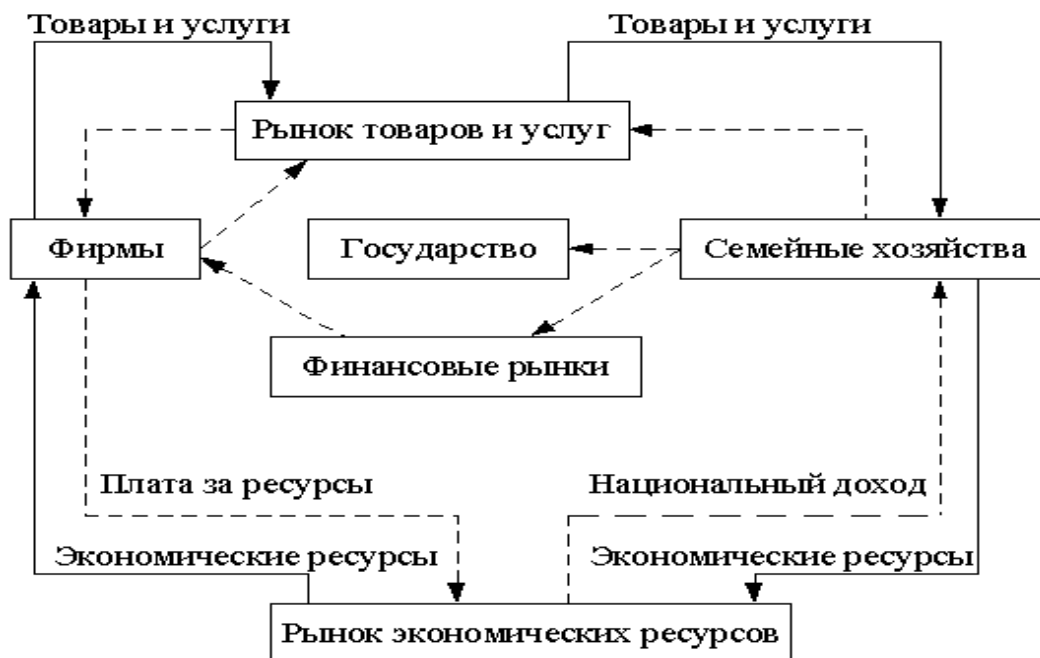 Товары и услуги
Товары и услуги
Рынок товаров и услуг
Фирмы
Государство
Семейные хозяйства
Финансовые рынки
Плата за ресурсы
Национальный доход
Экономические ресурсы
Экономические ресурсы
Рынок экономических ресурсов